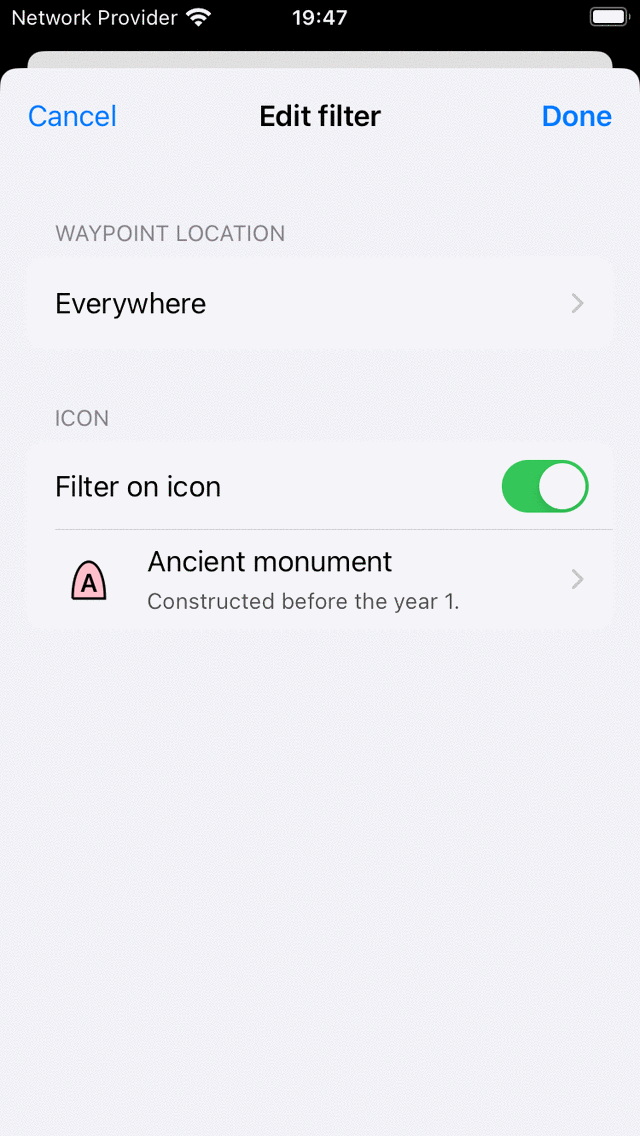 Network Provider 19:47
Cancel Edit filter Done
WAYPOINT LOCATION
Everywhere
ICON
Filter on icon
A Ancient monument
Constructed before the year 1.